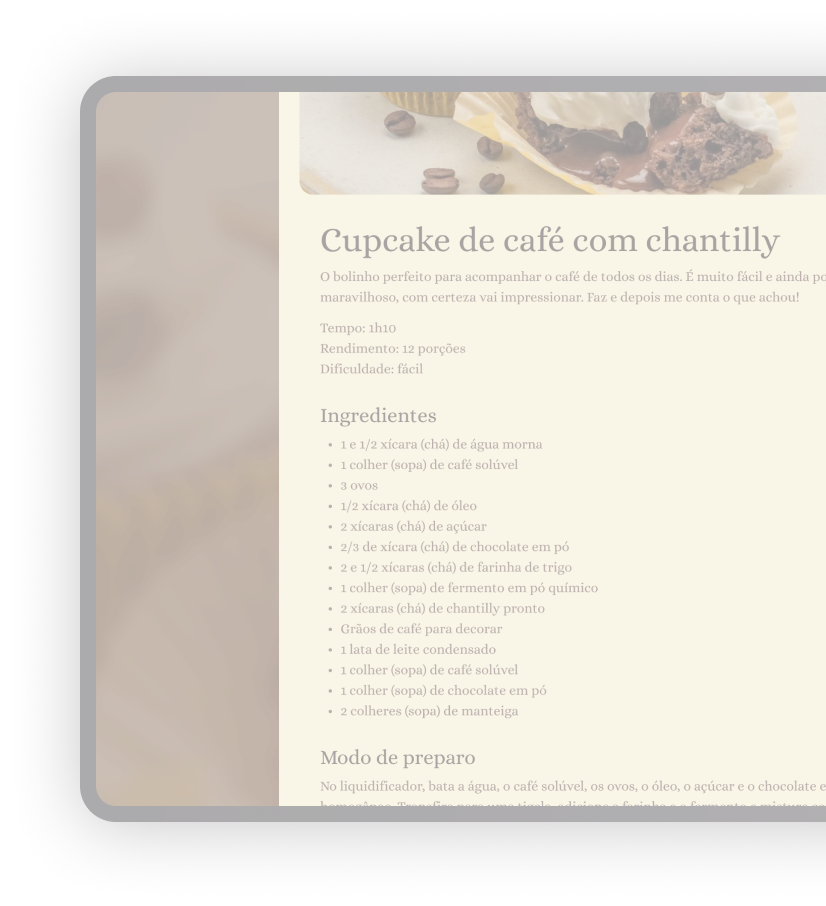 Cupcake de café com chantilly
O bolinho perfeito para acompanhar o café de todos os dias. É muito fácil e ainda
maravilhoso, com certeza vai impressionar. Faz e depois me conta o que achou!
Tempo: 1h10
Rendimento: 12 porções
Dificuldade: fácil
Ingredientes
• 1 e 1/2 xícara (chá) de água morna
• 1 colher (sopa) de café solúvel
• 3 ovos
• 1/2 xícara (chá) de óleo
• 2 xícaras (chá) de açúcar
• 2/3 de xícara (chá) de chocolate em pó
• 2 e 1/2 xícaras (chá) de farinha de trigo
• 1 colher (sopa) de fermento em pó químico
• 2 xícaras (chá) de chantilly pronto
• Grãos de café para decorar
• 1 lata de leite condensado
• 1 colher (sopa) de café solúvel
• 1 colher (sopa) de chocolate em pó
• 2 colheres (sopa) de manteiga
Modo de preparo
No liquidificador, bata a água, o café solúvel, os ovos, o óleo, o açúcar e o chocolate